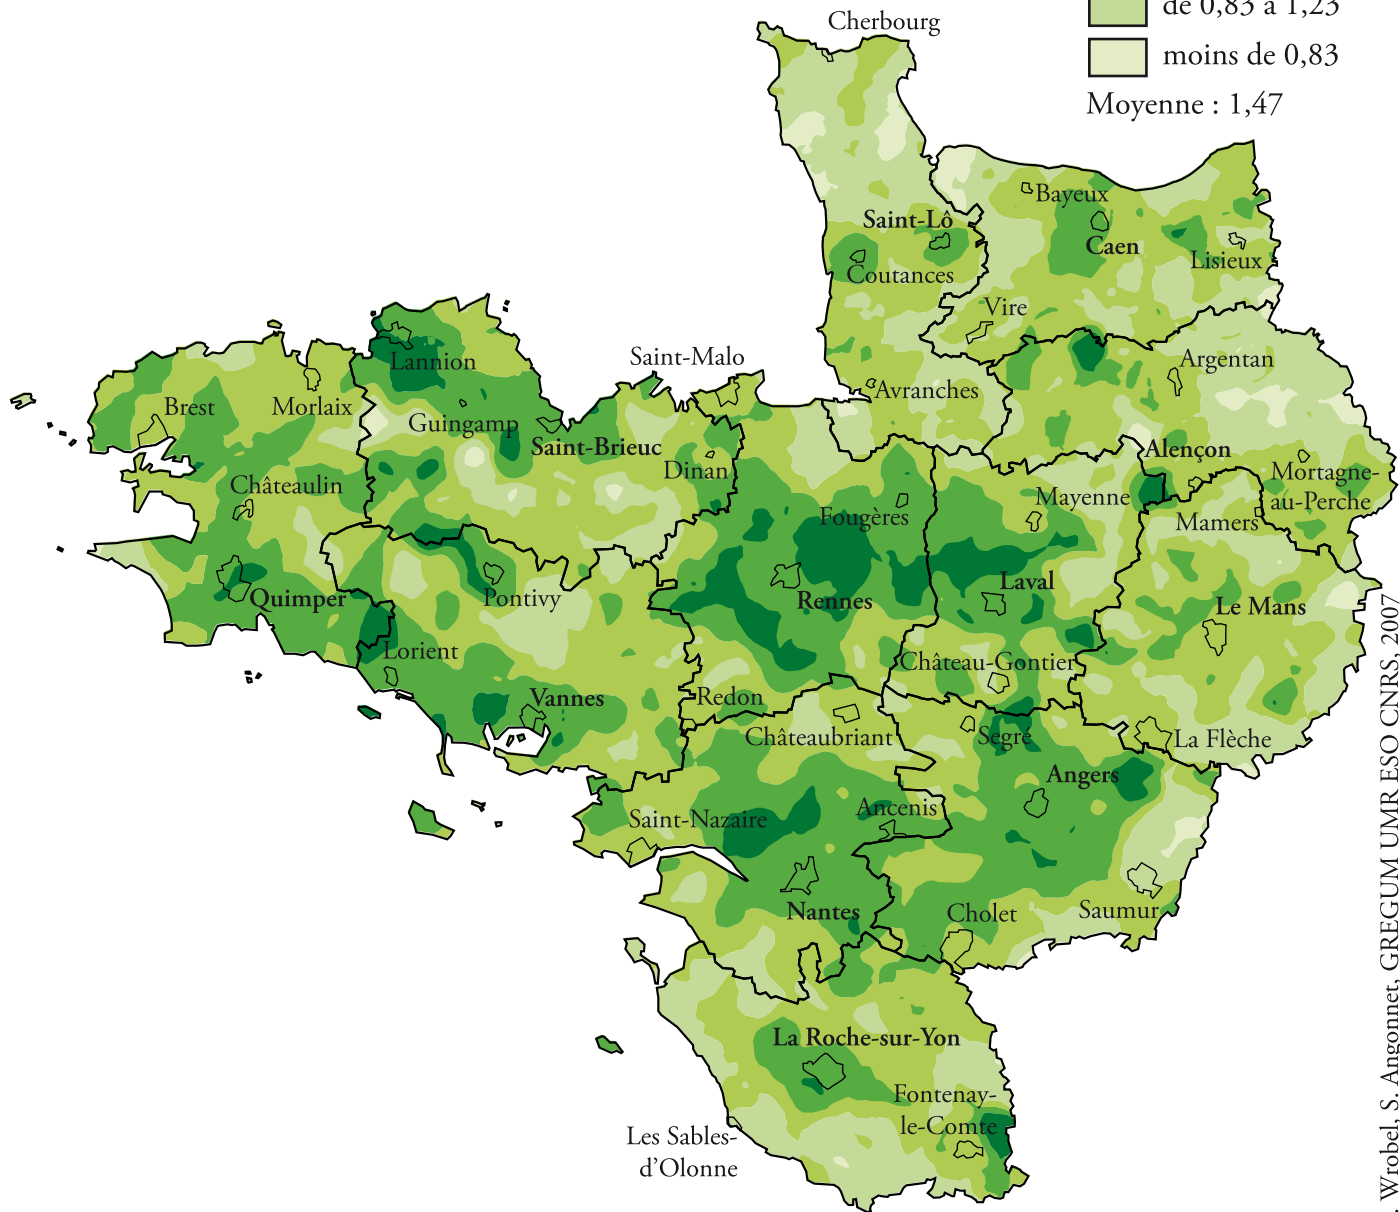 de 0,83 à 1,23
moins de 0,83
Moyenne : 1,47
Cherbourg
Bayeux
Saint-Lô
Caen
Coutances
Lisieux
Vire
Saint-Malo
Lannion
Argentan
Avranches
Brest
Morlaix
Guingamp
Saint-Brieuc
Dinan
Alençon
Châteaulin
Mortagne-
au-Perche
Mayenne
Fougères
Mamers
Quimper
Pontivy
Rennes
Laval
Le Mans
Lorient
Château-Gontier
Vannes
Redon
Châteaubriant
Segré
La Flèche
Angers
Saint-Nazaire
Ancenis
Nantes
Cholet
Saumur
La Roche-sur-Yon
Fontenay-
le-Comte
Les Sables-
d’Olonne
. Wrobel, S. Angonnet, GREGUM UMR ESO CNRS, 2007